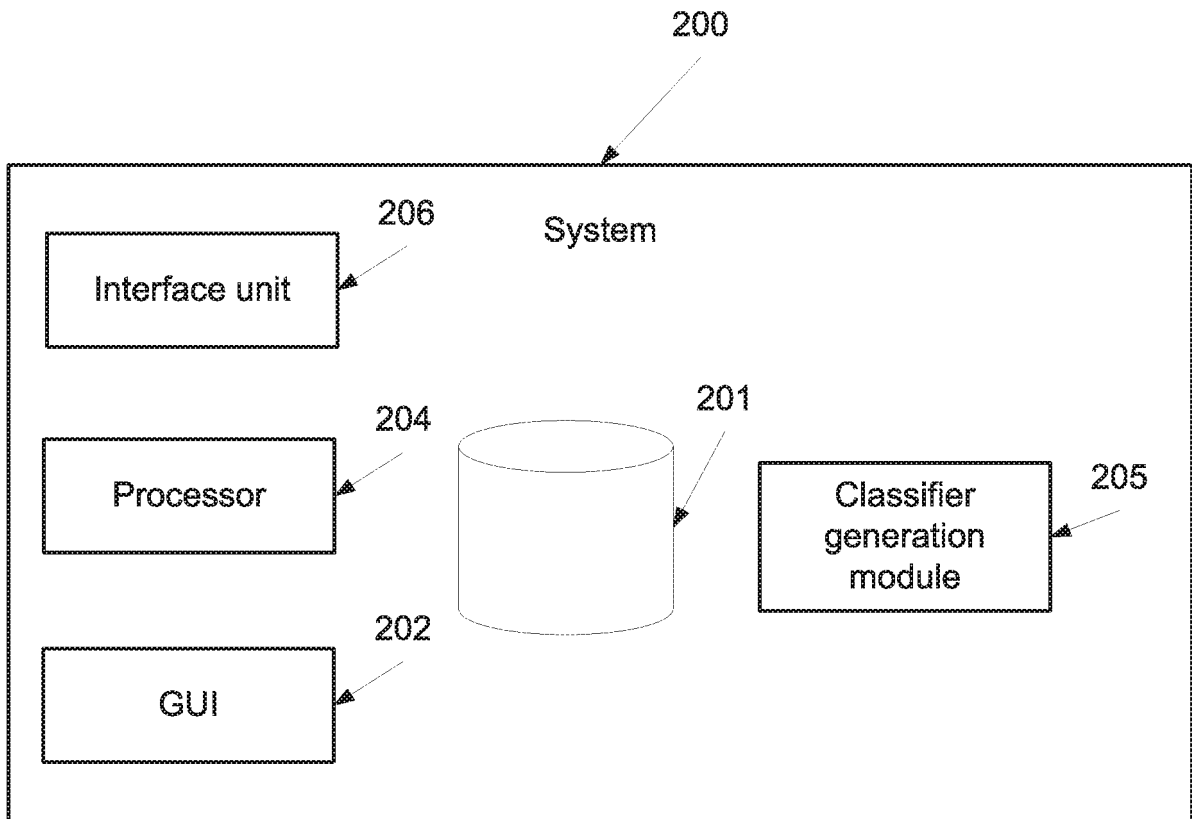 200
206
System
Interface unit
204
201
Processor
205
Classifier
generation
module
202
GUI